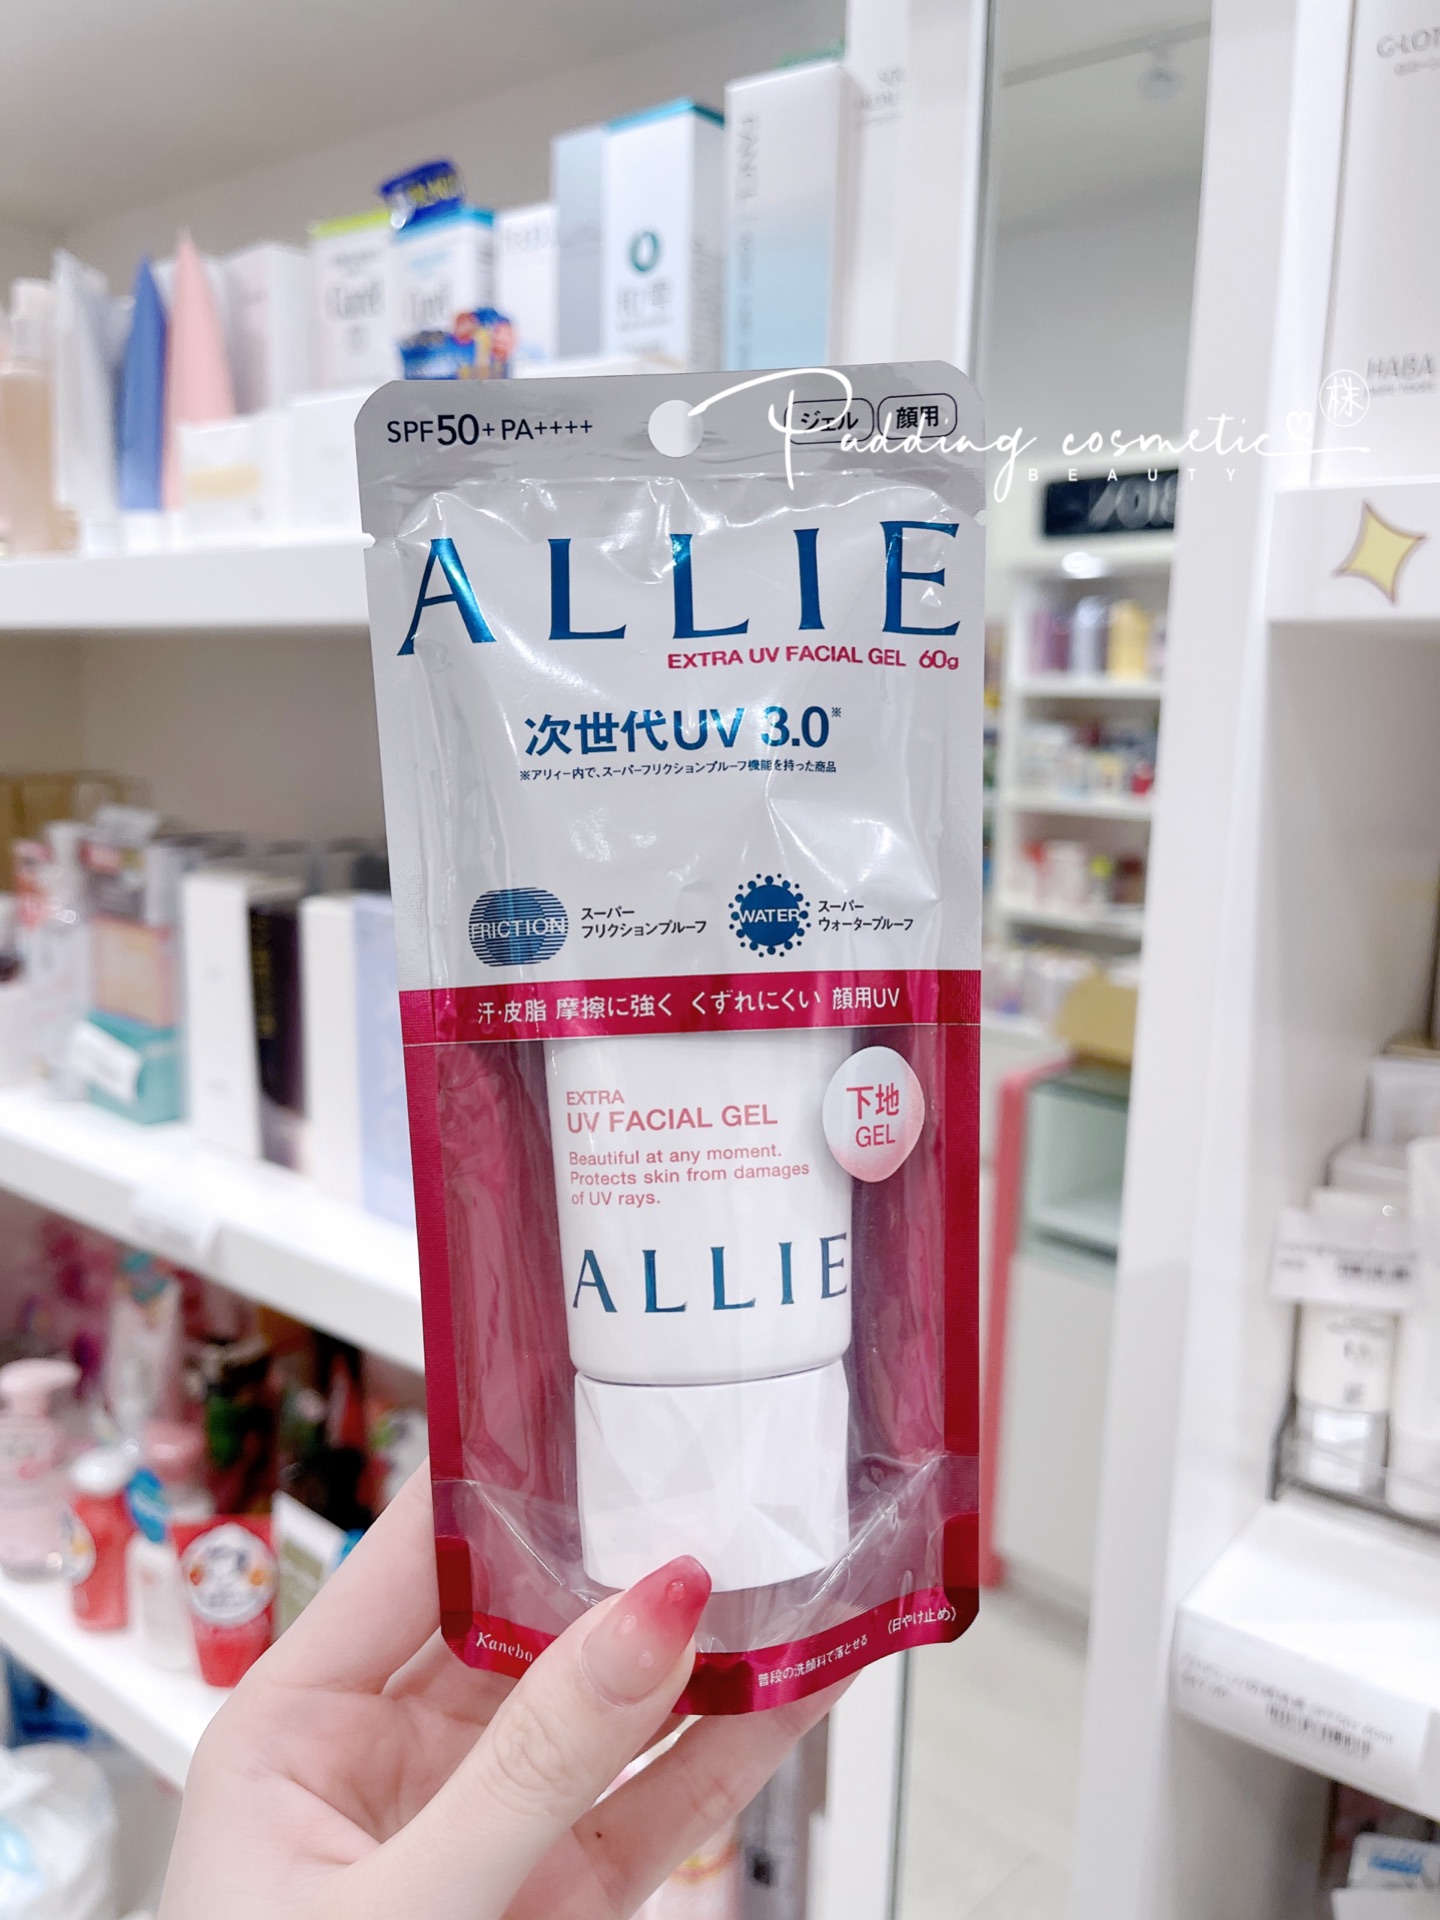 SPF50+ PA++++
ジェル 顔用
Pudding cosmetic
株
BEAUTY
ALLIE
EXTRA UV FACIAL GEL 60g
次世代UV 3.0※
※アリィー内で、スーパーフリクションプルーフ機能を持った商品
FRICTION
スーパー
フリクションプルーフ
WATER
スーパー
ウォータープルーフ
汗・皮脂 摩擦に強く くずれにくい 顔用UV
EXTRA
UV FACIAL GEL
Beautiful at any moment.
Protects skin from damages
of UV rays.
下地
GEL
ALLIE
Kanebo
普段の洗顔料で落とせる
(日やけ止め)
HABA
Curel